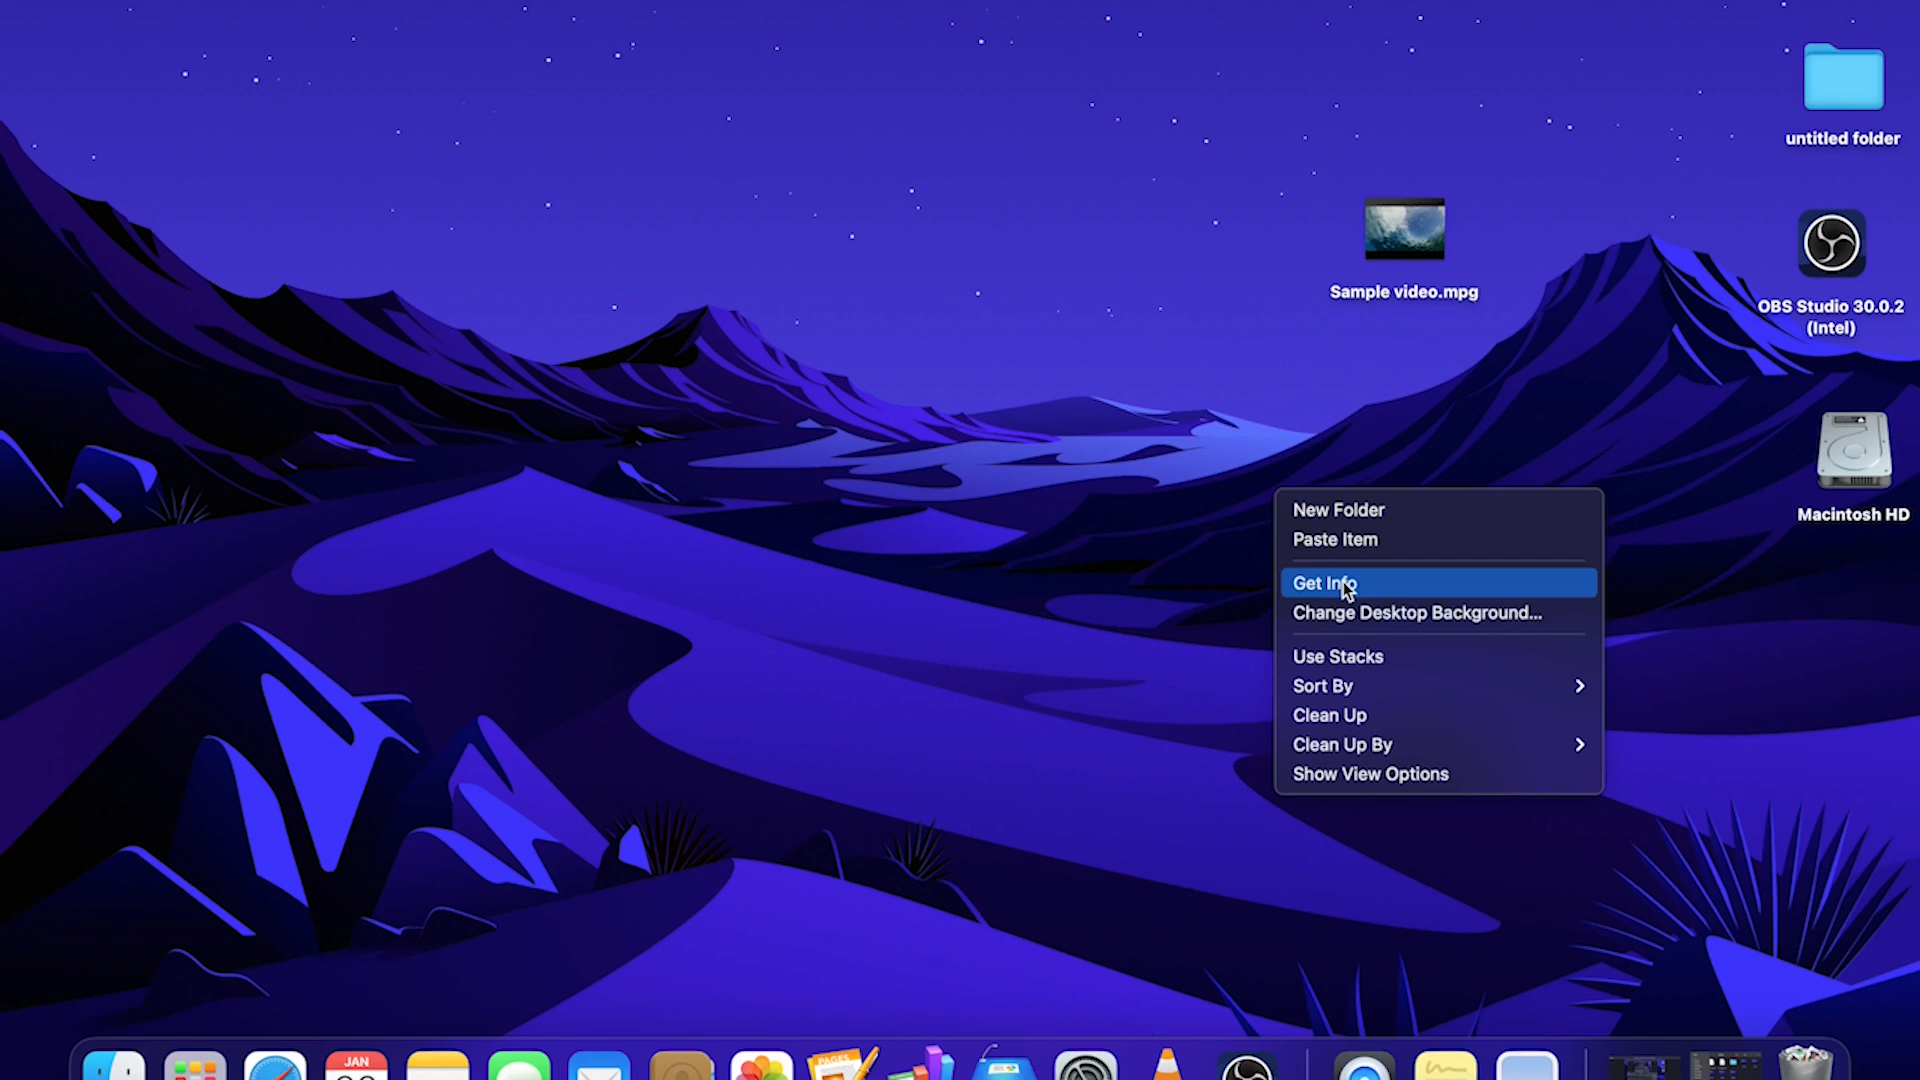 untitled folder
Sample video.mpg
OBS Studio 30.0.2
(Intel)
Macintosh HD
New Folder
Paste Item
Get Info
Change Desktop Background...
Use Stacks
Sort By
Clean Up
Clean Up By
Show View Options
JAN
PAGES